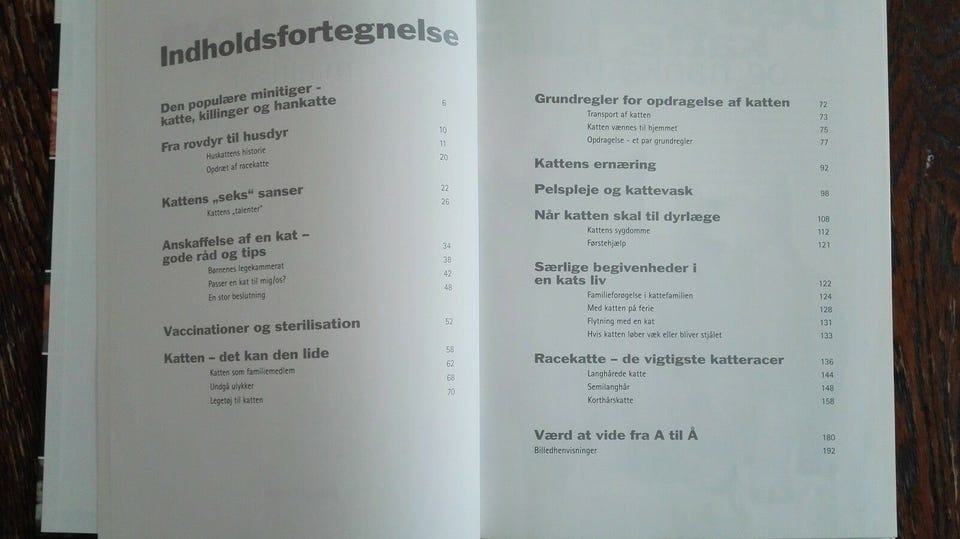 Indholdsfortegnelse
Den populære minitiger -
katte, killinger og hankatte 6
Fra rovdyr til husdyr 10
Huskattens historie 11
Opdræt af racekatte 20
Kattens „seks“ sanser 22
Kattens „talenter“ 26
Anskaffelse af en kat –
gode råd og tips 34
Børnenes legekammerat 38
Passer en kat til mig/os? 42
En stor beslutning 48
Vaccinationer og sterilisation 52
Katten – det kan den lide 58
Katten som familiemedlem 62
Undgå ulykker 68
Legetøj til katten 70
Grundregler for opdragelse af katten 72
Transport af katten 73
Katten vænnes til hjemmet 75
Opdragelse - et par grundregler 77
Kattens ernæring 92
Pelspleje og kattevask 98
Når katten skal til dyrlæge 108
Kattens sygdomme 112
Førstehjælp 121
Særlige begivenheder i
en kats liv 122
Familieforøgelse i kattefamilien 124
Med katten på ferie 128
Flytning med en kat 131
Hvis katten løber væk eller bliver stjålet 133
Racekatte – de vigtigste katteracer 136
Langhårede katte 144
Semilanghår 148
Korthårskatte 158
Værd at vide fra A til Å 180
Billedhenvisninger 192